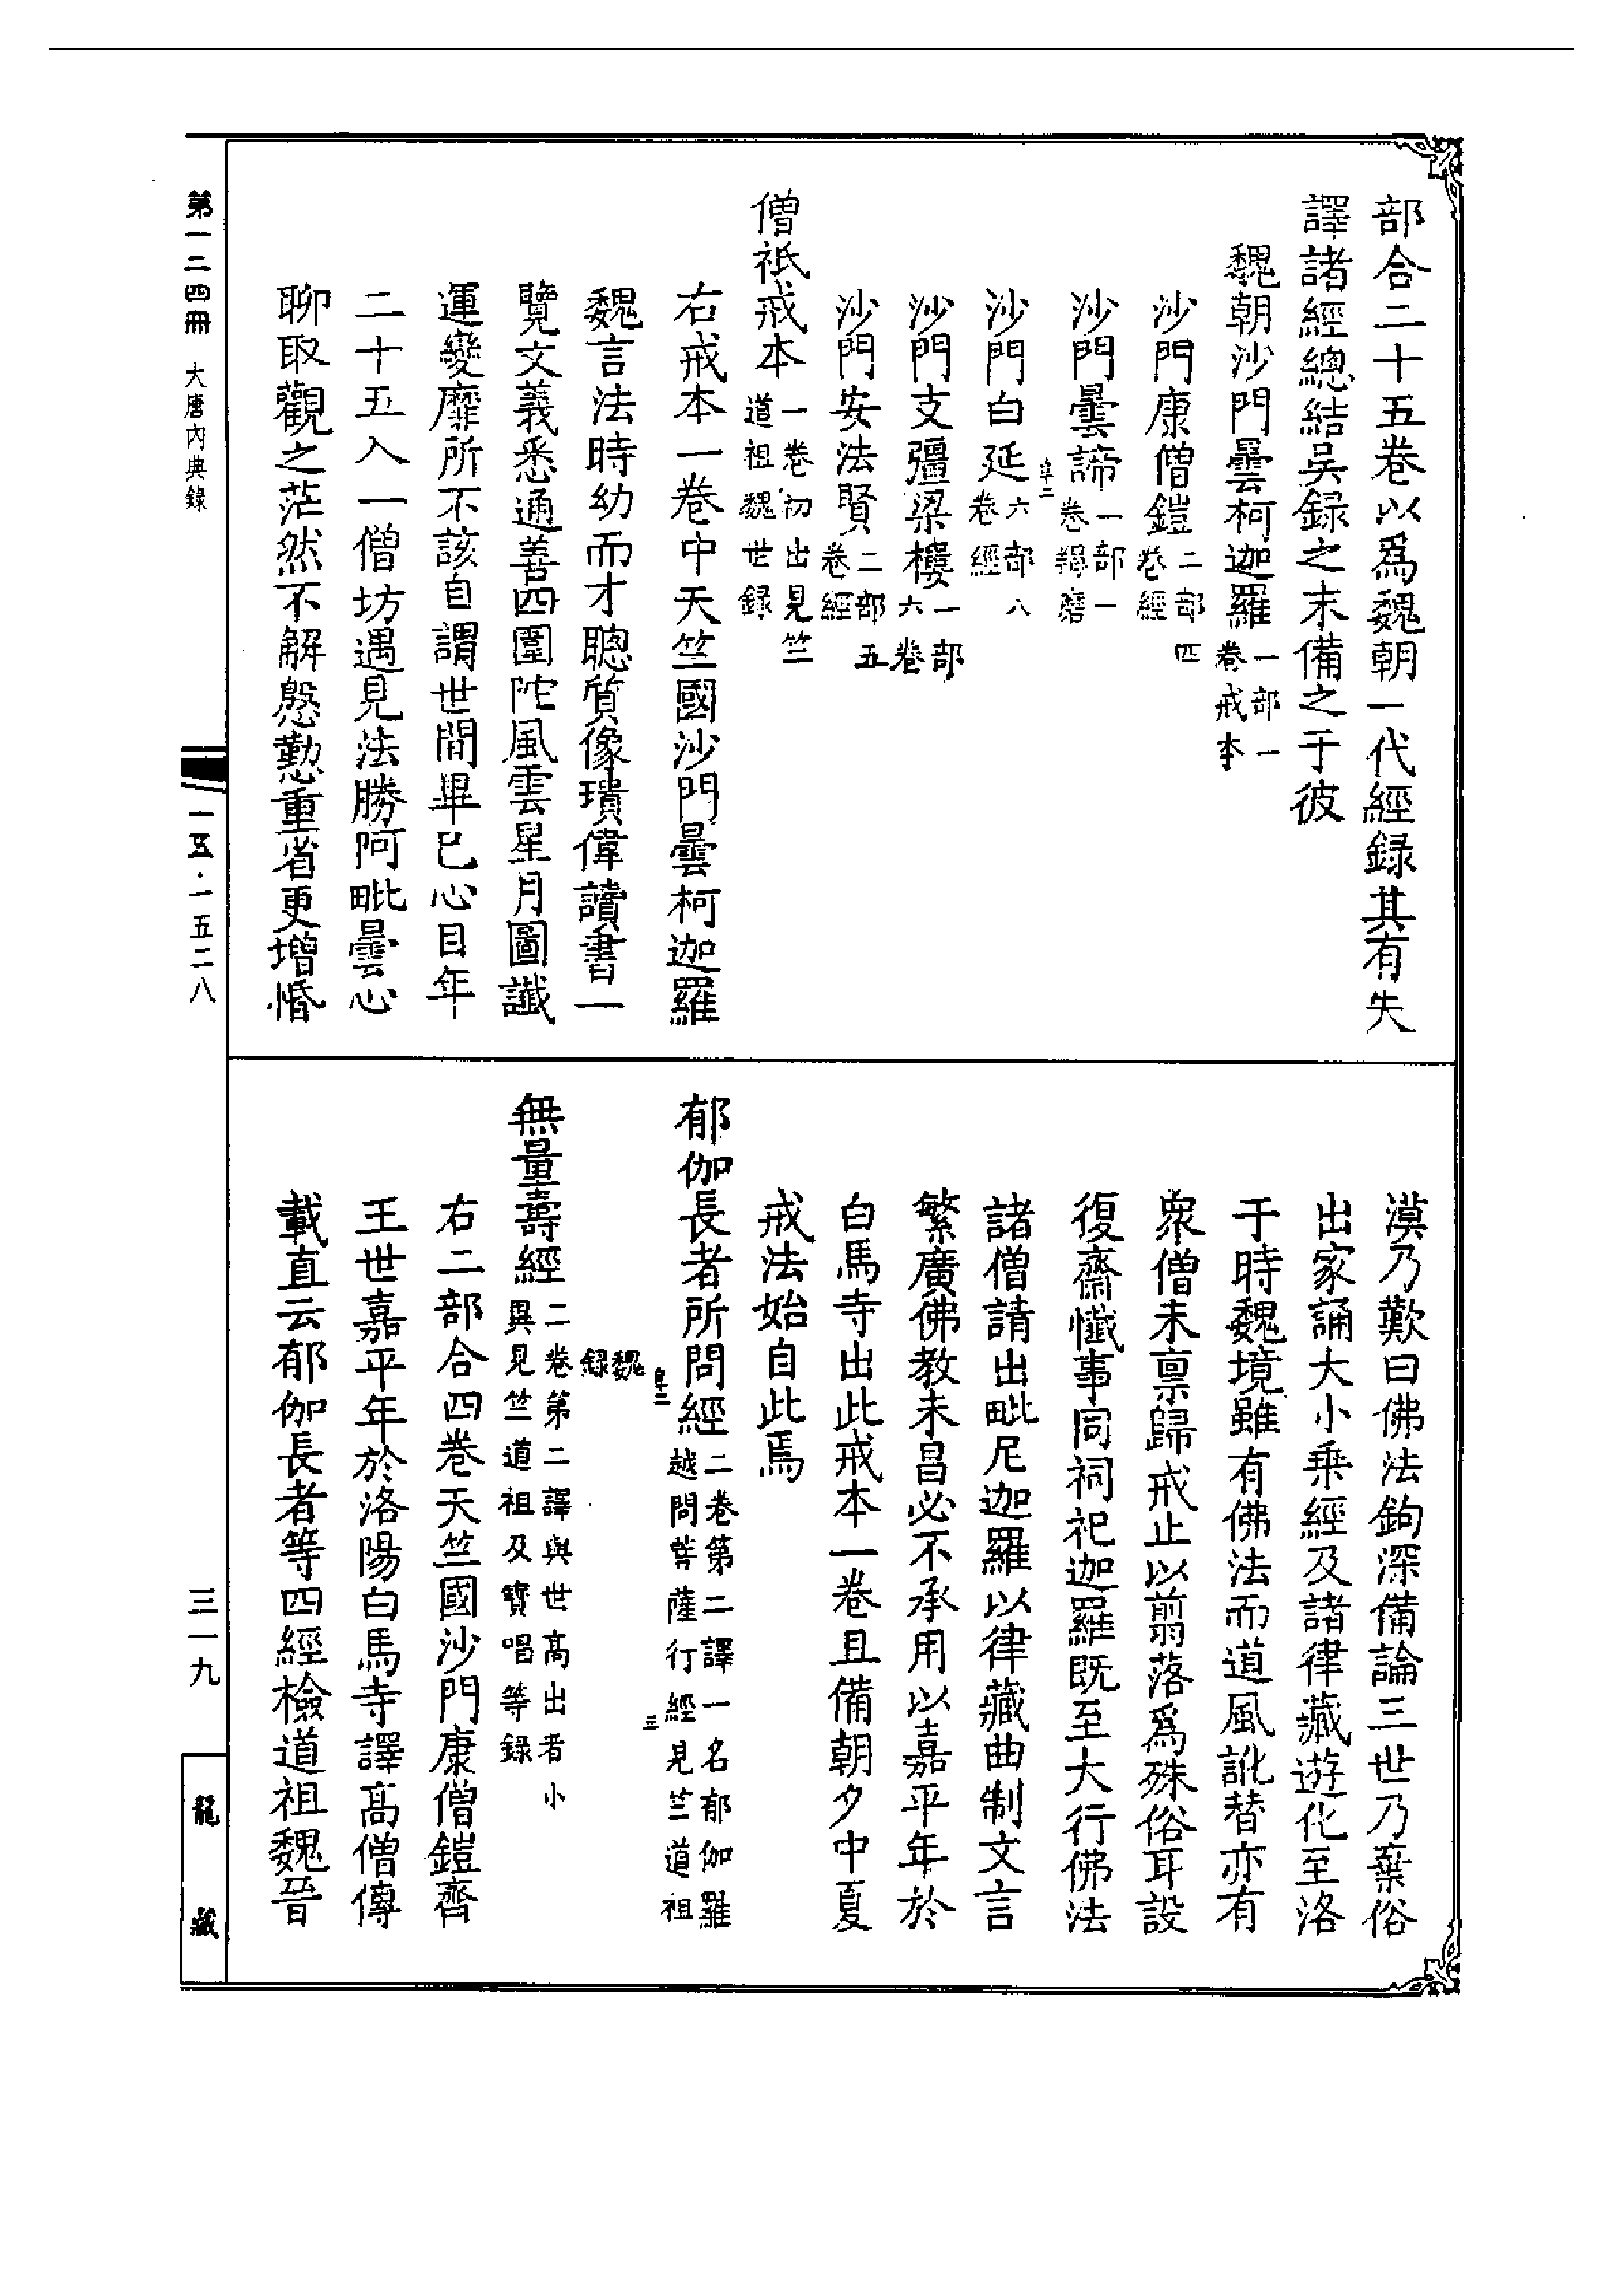 部合二十五卷以爲魏朝一代經録其有失
譯諸經總結吳録之末備之于彼
魏朝沙門曇柯迦羅一部一卷戒本
沙門康僧鎧二部四卷經
沙門曇諦一部一卷羯磨
阜二
沙門白延六部八卷經
沙門支彊梁樓一部六卷
沙門安法賢二部五卷經
僧祇戒本一卷初出見竺道祖魏世録
右戒本一卷中天竺國沙門曇柯迦羅
魏言法時幼而才聰質像瓌偉讀書一
覽文義悉通善四圍陀風雲星月圖讖
運變靡所不該自謂世間畢巳心目年
二十五入一僧坊遇見法勝阿毗曇心
聊取觀之茫然不解慇懃重省更增惛
漠乃歎曰佛法鉤深備論三世乃棄俗
出家誦大小乘經及諸律藏遊化至洛
于時魏境雖有佛法而道風訛替亦有
衆僧未禀歸戒止以翦落爲殊俗耳設
復齋懺事同祠祀迦羅既至大行佛法
諸僧請出毗尼迦羅以律藏曲制文言
繁廣佛教未昌必不承用以嘉平年於
白馬寺出此戒本一卷且備朝夕中夏
戒法始自此焉
郁伽長者所問經二卷第二譯一名郁伽羅越問菩薩行經見竺道祖
阜二
三
魏録
無量壽經二卷第二譯與世髙出者小異見竺道祖及寶唱等録
右二部合四卷天竺國沙門康僧鎧齊
王世嘉平年於洛陽白馬寺譯髙僧傳
載直云郁伽長者等四經檢道祖魏晉
第一二四冊 大唐內典錄
一五·一五二八
三一九
龍藏